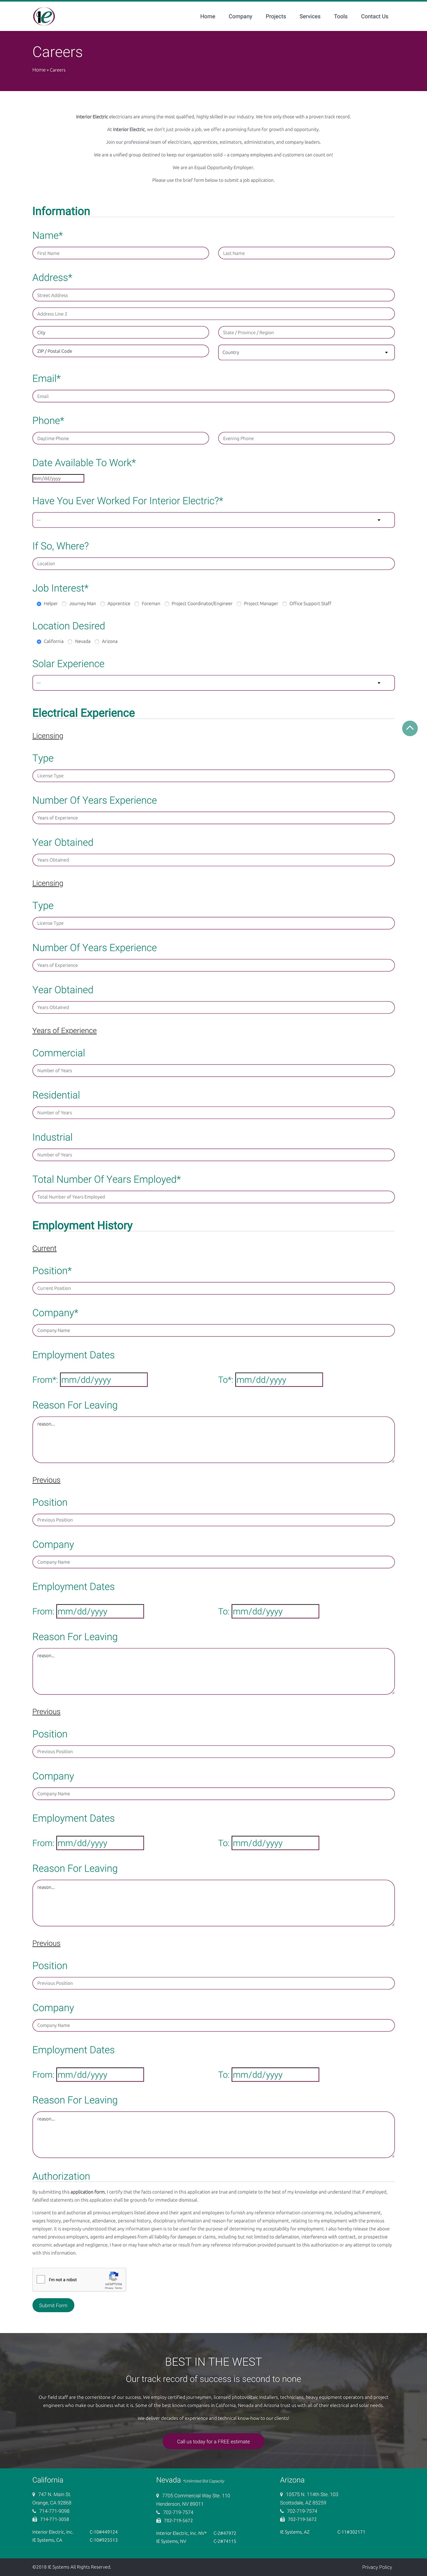 ie
Home Company Projects Services Tools Contact Us
Careers
Home » Careers
Interior Electric electricians are among the most qualified, highly skilled in our industry. We hire only those with a proven track record.
At Interior Electric, we don't just provide a job, we offer a promising future for growth and opportunity.
Join our professional team of electricians, apprentices, estimators, administrators, and company leaders.
We are a unified group destined to keep our organization solid – a company employees and customers can count on!
We are an Equal Opportunity Employer.
Please use the brief form below to submit a job application.
Information
Name*
First Name Last Name
Address*
Street Address
Address Line 2
City State / Province / Region
ZIP / Postal Code Country
Email*
Email
Phone*
Daytime Phone Evening Phone
Date Available To Work*
mm/dd/yyyy
Have You Ever Worked For Interior Electric?*
---
If So, Where?
Location
Job Interest*
Helper Journey Man Apprentice Foreman Project Coordinator/Engineer Project Manager Office Support Staff
Location Desired
California Nevada Arizona
Solar Experience
---
Electrical Experience
Licensing
Type
License Type
Number Of Years Experience
Years of Experience
Year Obtained
Years Obtained
Licensing
Type
License Type
Number Of Years Experience
Years of Experience
Year Obtained
Years Obtained
Years of Experience
Commercial
Number of Years
Residential
Number of Years
Industrial
Number of Years
Total Number Of Years Employed*
Total Number of Years Employed
Employment History
Current
Position*
Current Position
Company*
Company Name
Employment Dates
From*: mm/dd/yyyy To*: mm/dd/yyyy
Reason For Leaving
reason...
Previous
Position
Previous Position
Company
Company Name
Employment Dates
From: mm/dd/yyyy To: mm/dd/yyyy
Reason For Leaving
reason...
Previous
Position
Previous Position
Company
Company Name
Employment Dates
From: mm/dd/yyyy To: mm/dd/yyyy
Reason For Leaving
reason...
Previous
Position
Previous Position
Company
Company Name
Employment Dates
From: mm/dd/yyyy To: mm/dd/yyyy
Reason For Leaving
reason...
Authorization
By submitting this application form, I certify that the facts contained in this application are true and complete to the best of my knowledge and understand that if employed,
falsified statements on this application shall be grounds for immediate dismissal.
I consent to and authorize all previous employers listed above and their agent and employees to furnish any reference information concerning me, including achievement,
wages history, performance, attendance, personal history, disciplinary information and reason for separation of employment, relating to my employment with the previous
employer. It is expressly understood that any information given is to be used for the purpose of determining my acceptability for employment. I also hereby release the above
named previous employers, agents and employees from all liability for damages or claims, including but not limited to defamation, interference with contract, or prospective
economic advantage and negligence, I have or may have which arise or result from any reference information provided pursuant to this authorization or any attempt to comply
with this information.
I'm not a robot
reCAPTCHA
Privacy - Terms
Submit Form
BEST IN THE WEST
Our track record of success is second to none
Our field staff are the cornerstone of our success. We employ certified journeymen, licensed photovoltaic installers, technicians, heavy equipment operators and project
engineers who make our business what it is. Some of the best known companies in California, Nevada and Arizona trust us with all of their electrical and solar needs.
We deliver decades of experience and technical know-how to our clients!
Call us today for a FREE estimate
California
747 N. Main St.
Orange, CA 92868
714-771-9098
714-771-3058
Interior Electric, Inc. C-10#449124
IE Systems, CA C-10#925513
Nevada *Unlimited Bid Capacity
7705 Commercial Way Ste. 110
Henderson, NV 89011
702-719-7574
702-719-5672
Interior Electric, Inc. NV* C-2#47972
IE Systems, NV C-2#74115
Arizona
10575 N. 114th Ste. 103
Scottsdale, AZ 85259
702-719-7574
702-719-5672
IE Systems, AZ C-11#302171
©2018 IE Systems All Rights Reserved. Privacy Policy